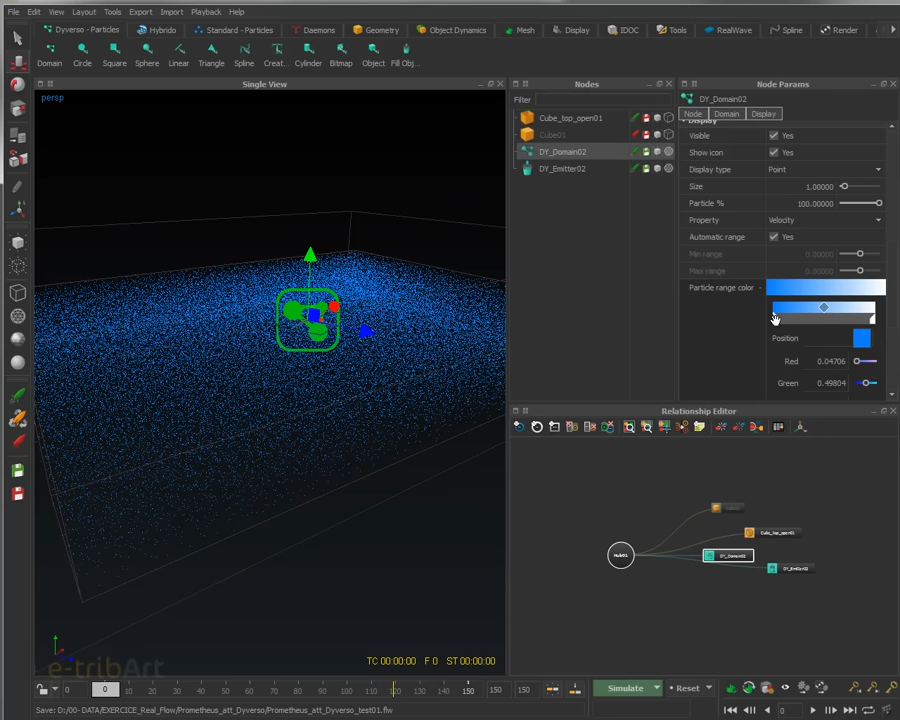 File Edit View Layout Tools Export Import Playback Help
Dyverso - Particles Hybrido Standard - Particles Daemons Geometry Object Dynamics Mesh Display IDOC Tools RealWave Spline Render
Domain Circle Square Sphere Linear Triangle Spline Creat... Cylinder Bitmap Object Fill Obj...
Single View
persp
TC 00:00:00 F 0 ST 00:00:00
e-tribArt
Nodes
Filter
Cube_top_open01
Cube01
DY_Domain02
DY_Emitter02
Node Params
DY_Domain02
Node Domain Display
Display
Visible Yes
Show icon Yes
Display type Point
Size 1.00000
Particle % 100.00000
Property Velocity
Automatic range Yes
Min range 0.00000
Max range 0.00000
Particle range color
Position
Red 0.04706
Green 0.49804
Relationship Editor
Hub01
Cube_top_open01
DY_Domain02
DY_Emitter02
0 0 10 20 30 40 50 60 70 80 90 100 110 120 130 140 150 150 150
Simulate Reset
0
Save: D:/00- DATA/EXERCICE_Real_Flow/Prometheus_att_Dyverso/Prometheus_att_Dyverso_test01.flw